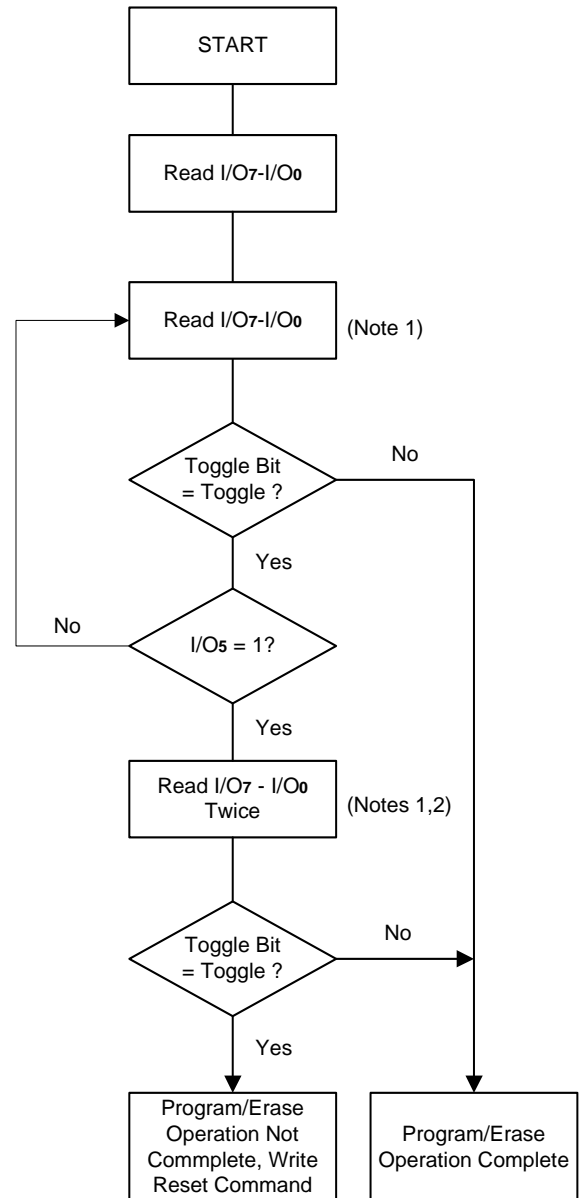 START
Read I/O7-I/O0
Read I/O7-I/O0
(Note 1)
Toggle Bit
= Toggle ?
No
Yes
No
I/O5 = 1?
Yes
Read I/O7 - I/O0
Twice
(Notes 1,2)
Toggle Bit
= Toggle ?
No
Yes
Program/Erase
Operation Not
Commplete, Write
Reset Command
Program/Erase
Operation Complete